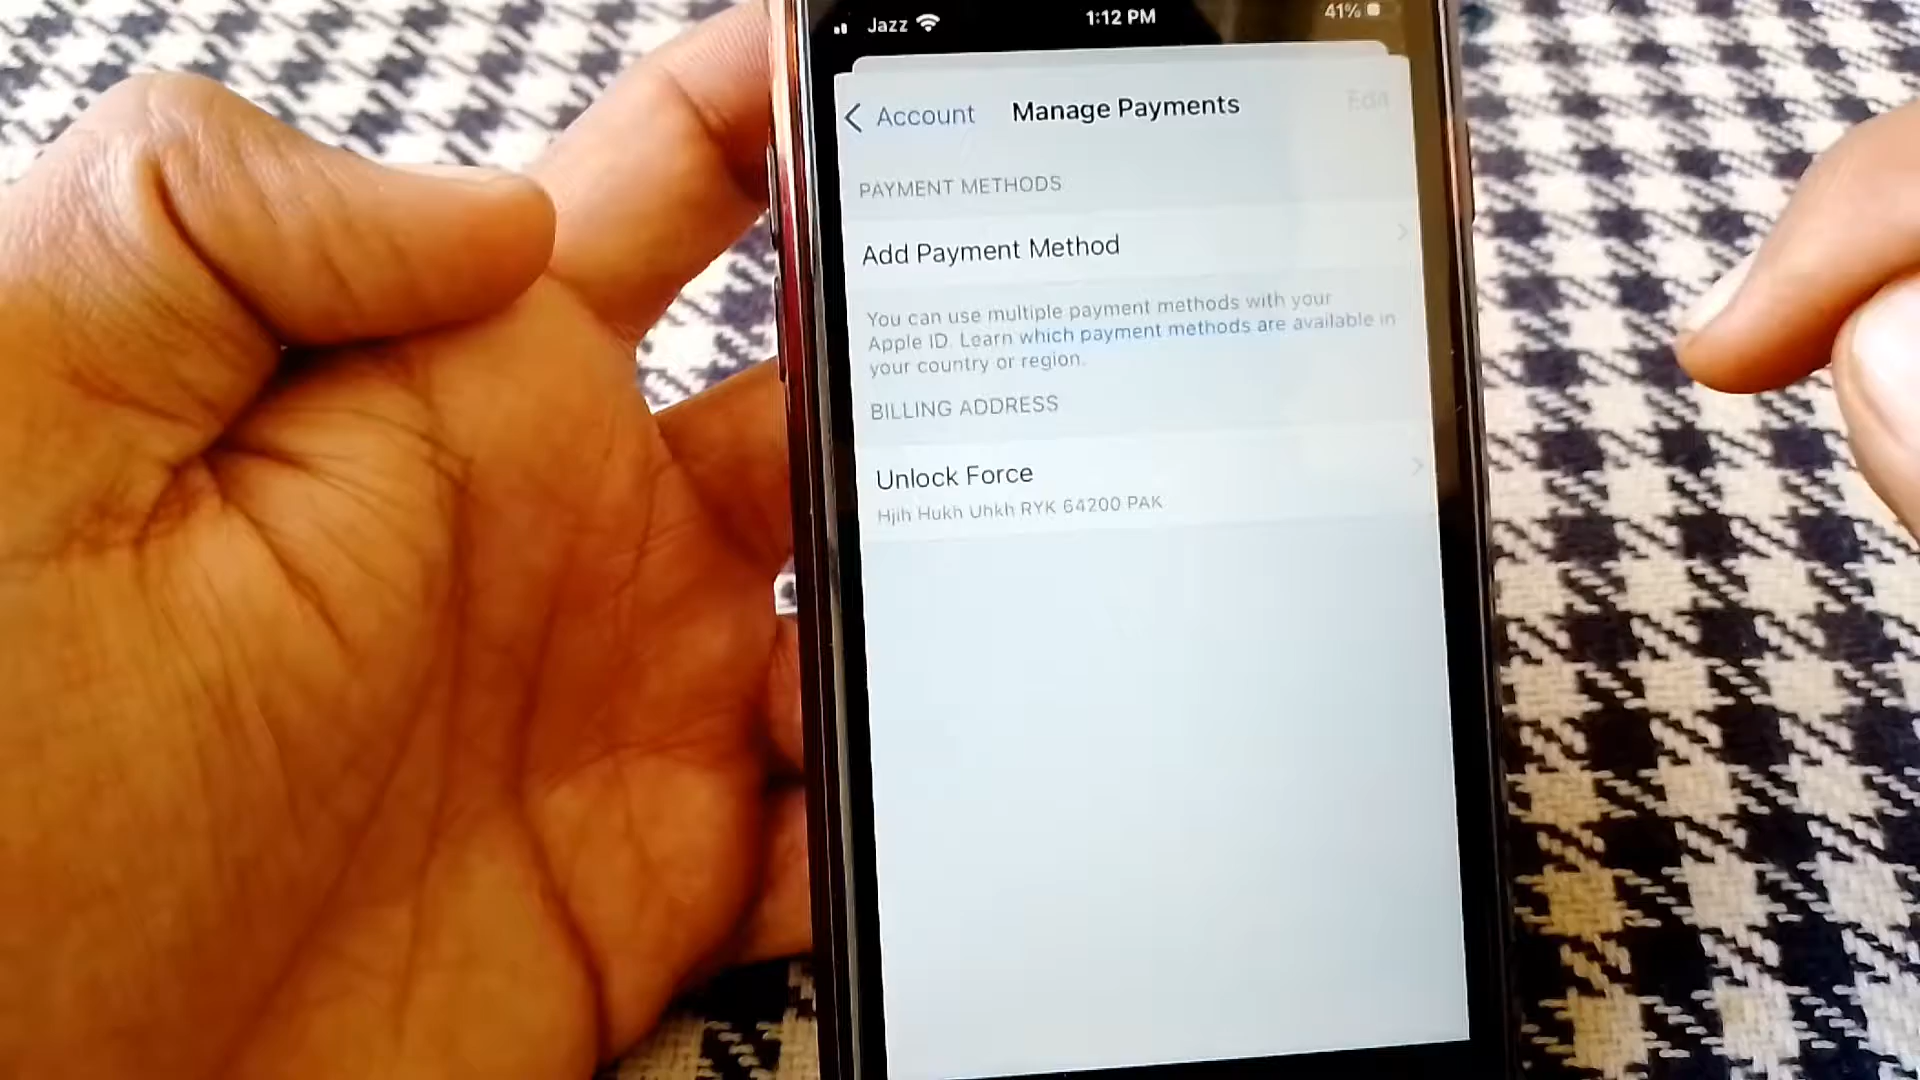 Jazz 1:12 PM 41%
Account Manage Payments Edit
PAYMENT METHODS
Add Payment Method
You can use multiple payment methods with your
Apple ID. Learn which payment methods are available in
your country or region.
BILLING ADDRESS
Unlock Force
Hjih Hukh Uhkh RYK 64200 PAK